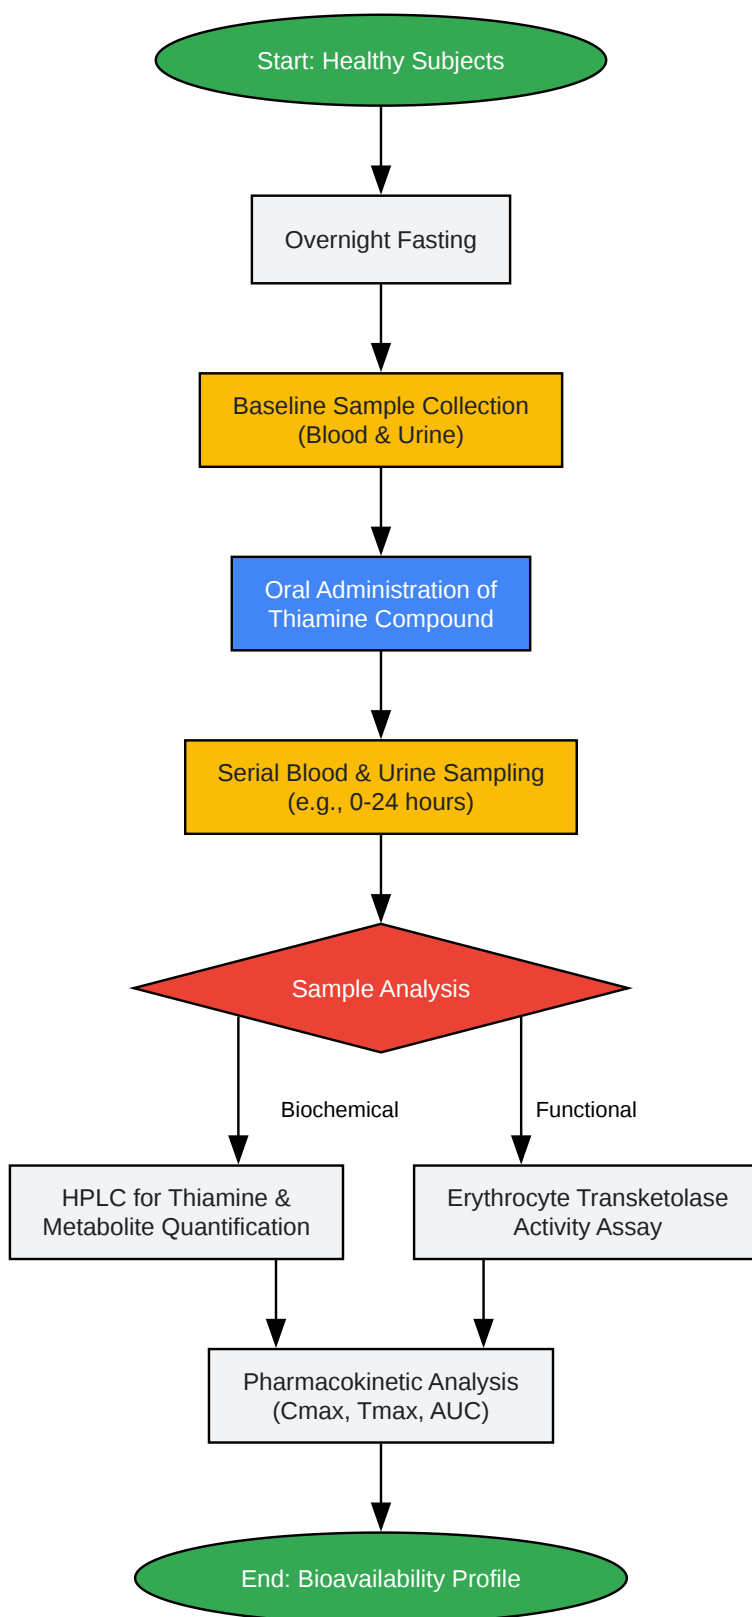 Start: Healthy Subjects
Overnight Fasting
Baseline Sample Collection
(Blood & Urine)
Oral Administration of
Thiamine Compound
Serial Blood & Urine Sampling
(e.g., 0-24 hours)
Sample Analysis
Biochemical
Functional
HPLC for Thiamine &
Metabolite Quantification
Erythrocyte Transketolase
Activity Assay
Pharmacokinetic Analysis
(Cmax, Tmax, AUC)
End: Bioavailability Profile